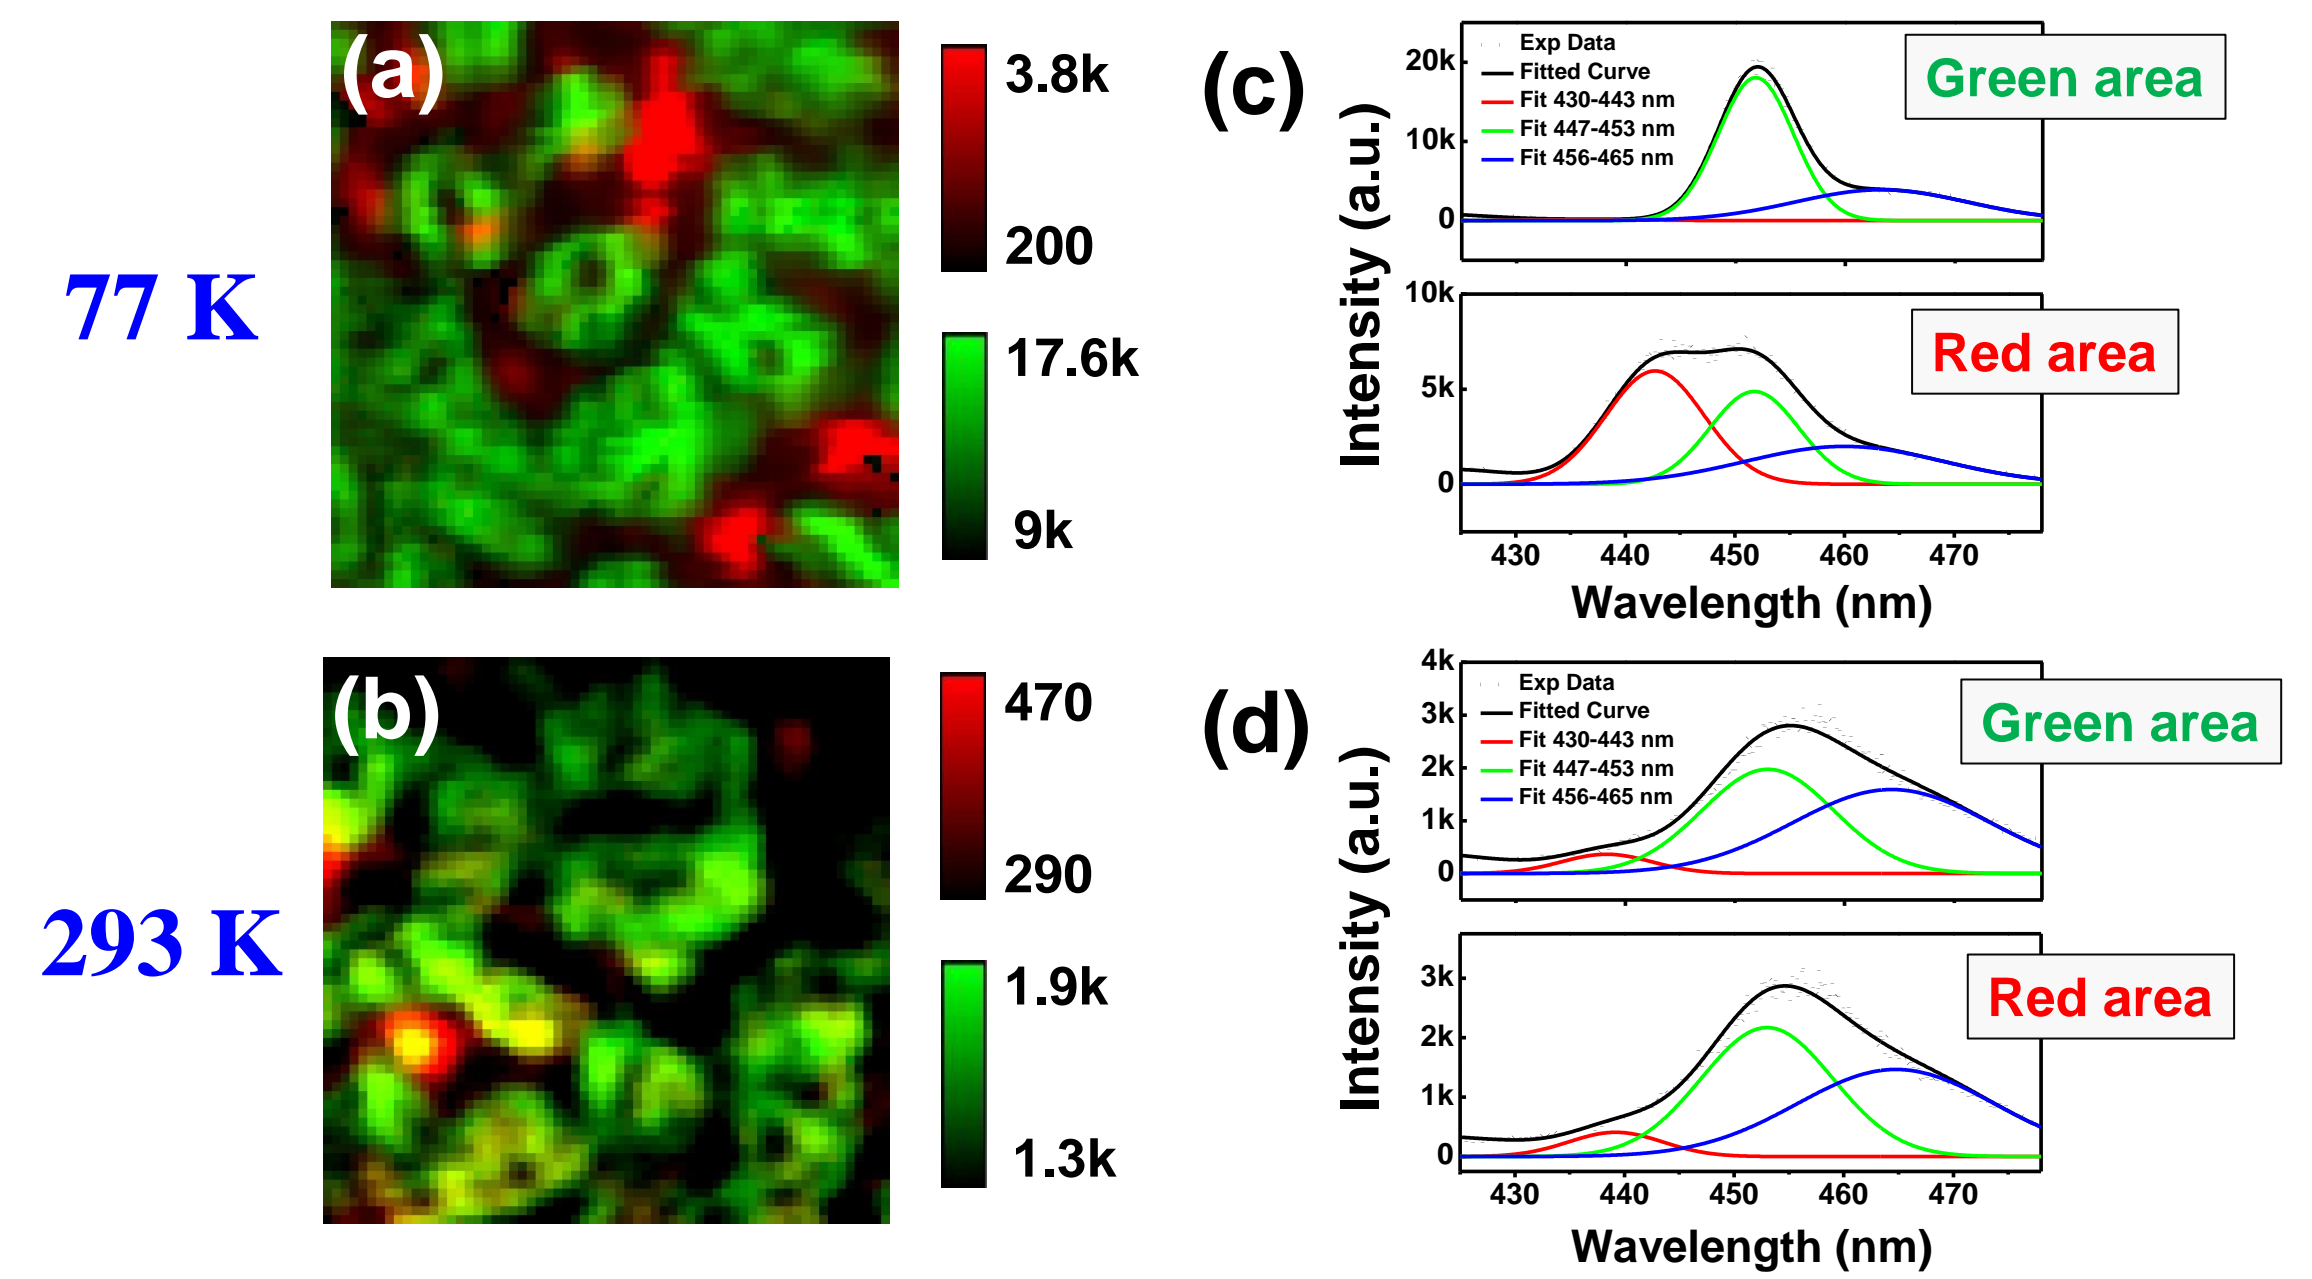 (a)
77 K
3.8k
200
17.6k
9k
(c)
Intensity (a.u.)
20k
10k
0
Exp Data
Fitted Curve
Fit 430-443 nm
Fit 447-453 nm
Fit 456-465 nm
Green area
10k
5k
0
Red area
430 440 450 460 470
Wavelength (nm)
(b)
293 K
470
290
1.9k
1.3k
(d)
Intensity (a.u.)
4k
3k
2k
1k
0
Exp Data
Fitted Curve
Fit 430-443 nm
Fit 447-453 nm
Fit 456-465 nm
Green area
3k
2k
1k
0
Red area
430 440 450 460 470
Wavelength (nm)